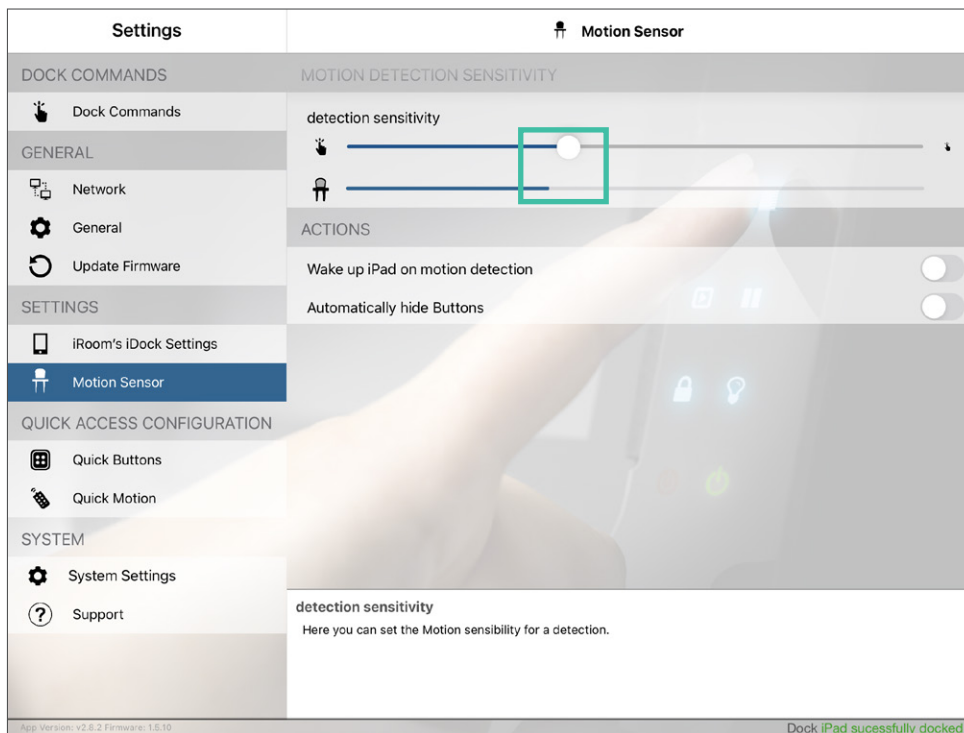 Settings
Motion Sensor
DOCK COMMANDS
MOTION DETECTION SENSITIVITY
Dock Commands
detection sensitivity
GENERAL
Network
General
ACTIONS
Update Firmware
Wake up iPad on motion detection
SETTINGS
Automatically hide Buttons
iRoom's iDock Settings
Motion Sensor
QUICK ACCESS CONFIGURATION
Quick Buttons
Quick Motion
SYSTEM
System Settings
Support
detection sensitivity
Here you can set the Motion sensibility for a detection.
App Version: v2.6.2 Firmware: 1.5.10
Dock iPad sucessfully docked